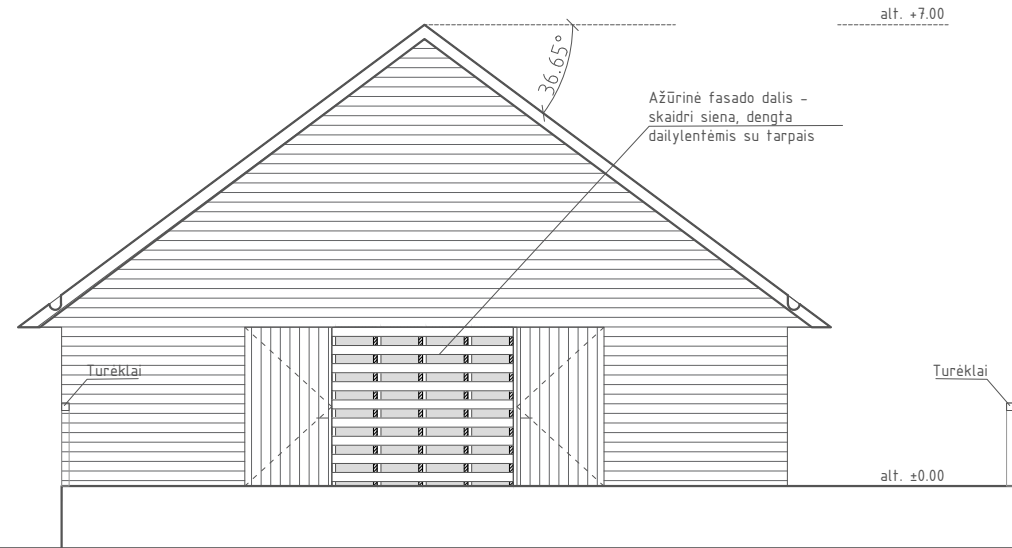 alt. +7.00
36.65°
Ažūrinė fasado dalis -
skaidri siena, dengta
dailylentėmis su tarpais
Turėklai
Turėklai
alt. ±0.00